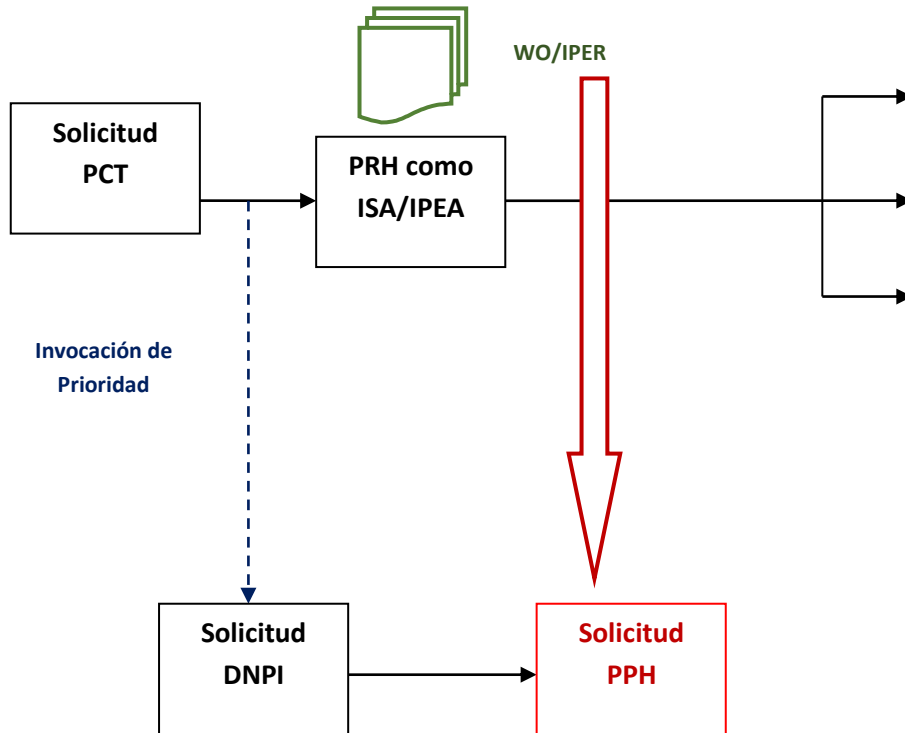 WO/IPER
Solicitud
PCT
PRH como
ISA/IPEA
Invocación de
Prioridad
Solicitud
DNPI
Solicitud
PPH